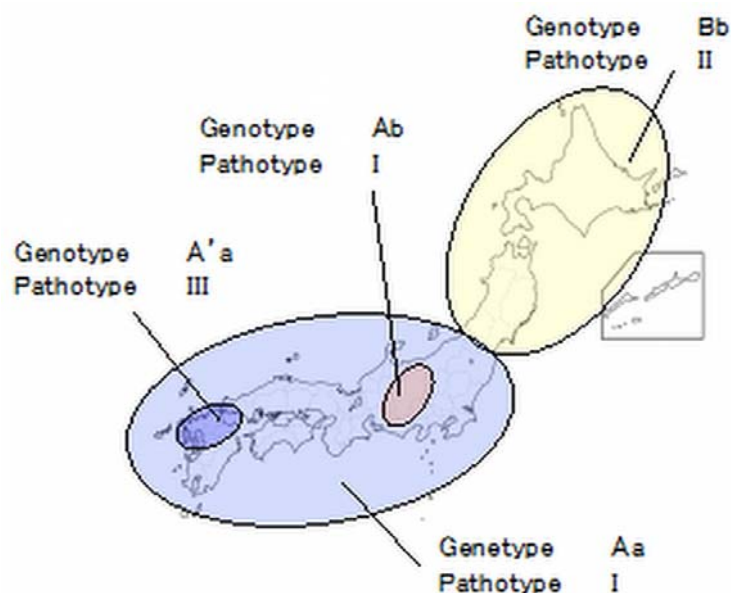 Genotype Bb
Pathotype II
Genotype Ab
Pathotype I
Genotype A'a
Pathotype III
Genetype Aa
Pathotype I